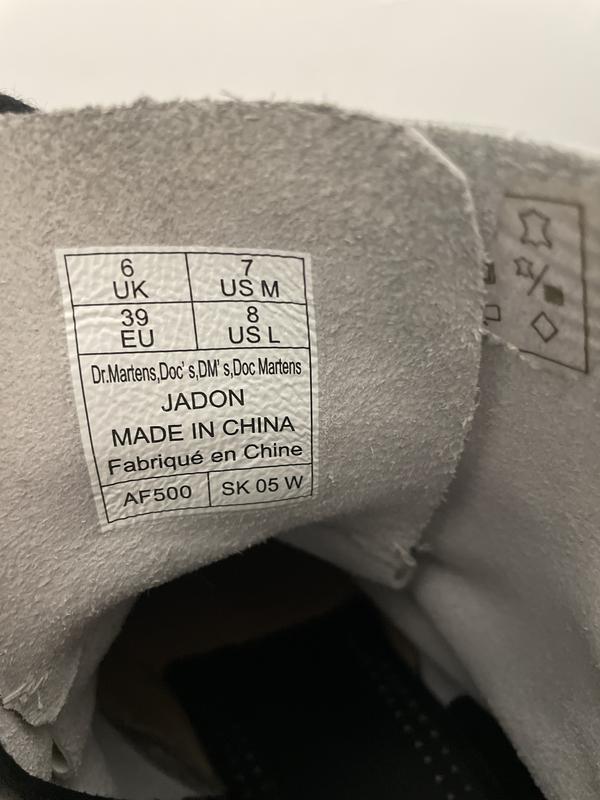 6 7
UK US M
39 8
EU US L
Dr.Martens,Doc's,DM's,Doc Martens
JADON
MADE IN CHINA
Fabriqué en Chine
AF500 SK 05 W